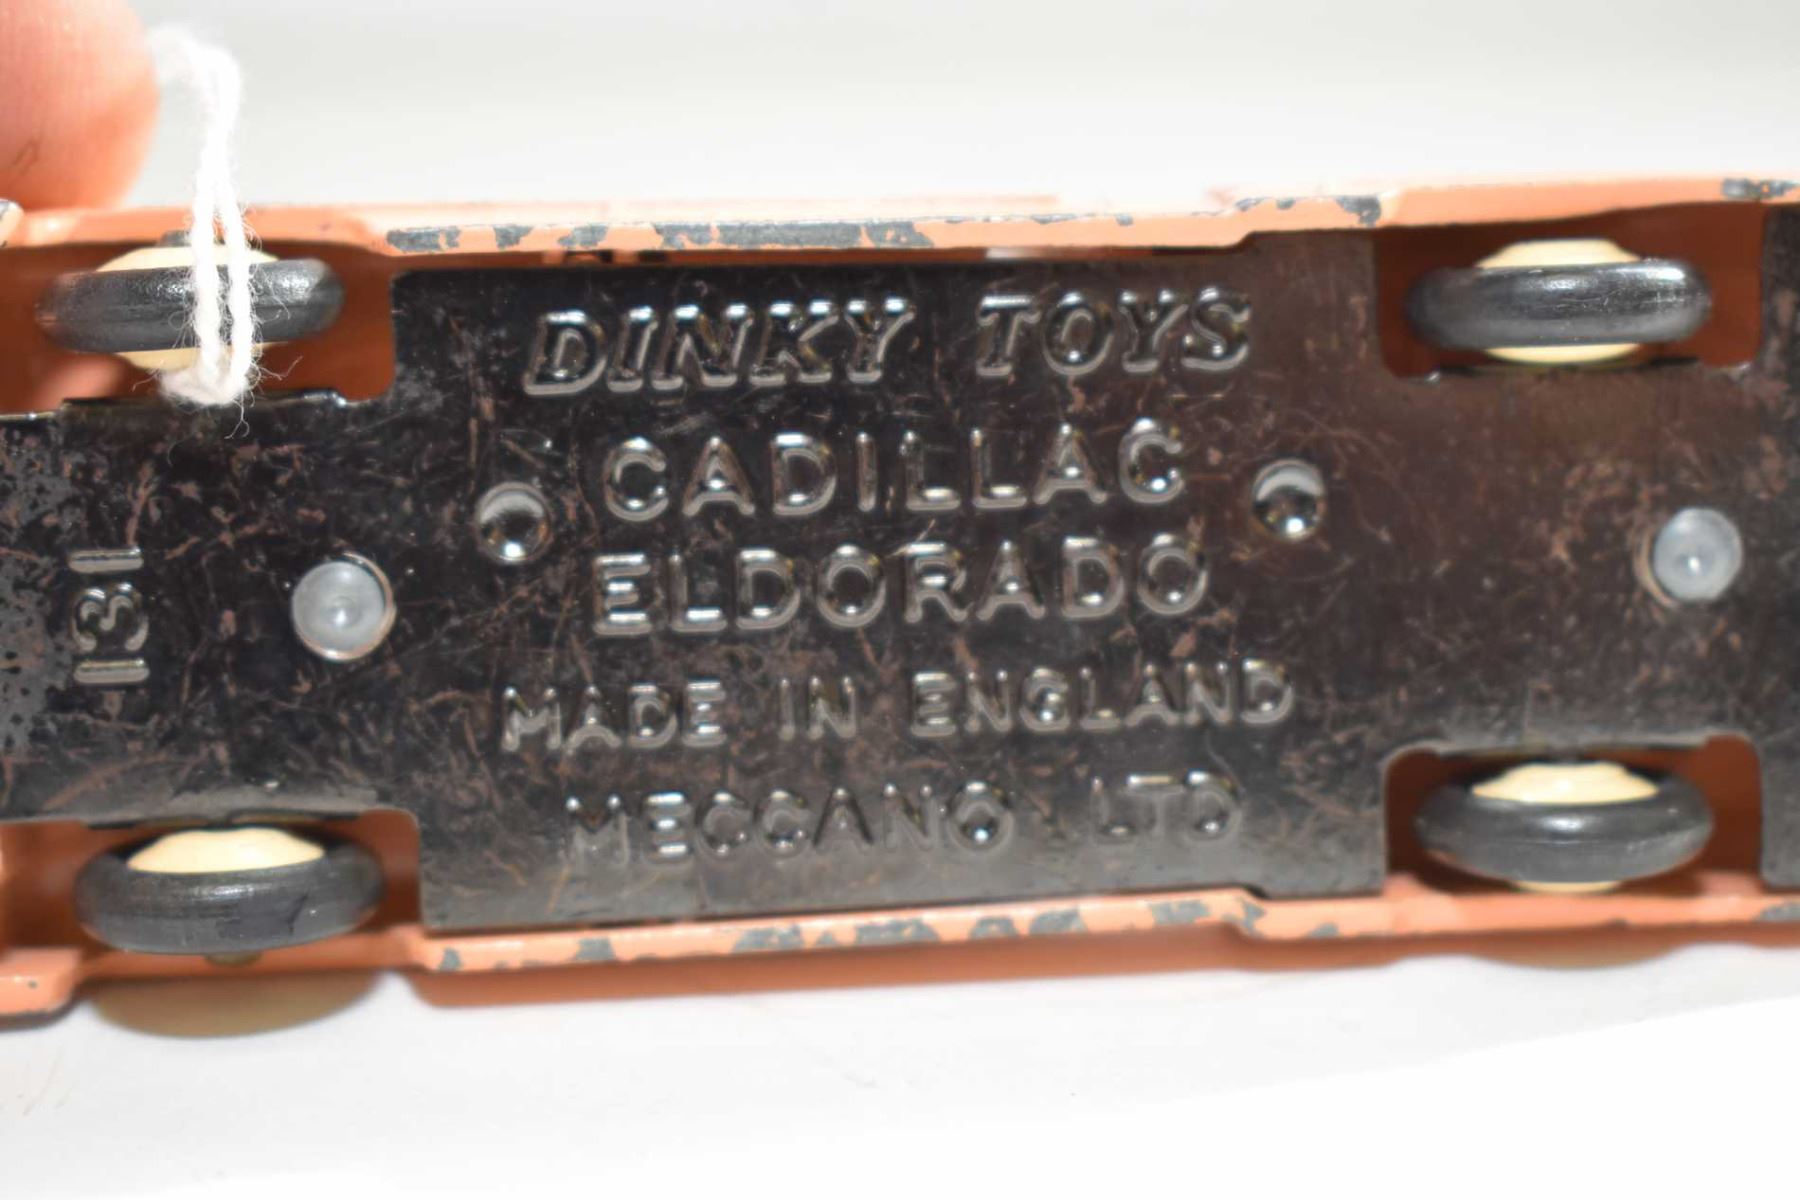 DINKY TOYS
CADILLAC
ELDORADO
MADE IN ENGLAND
MECCANO LTD
131